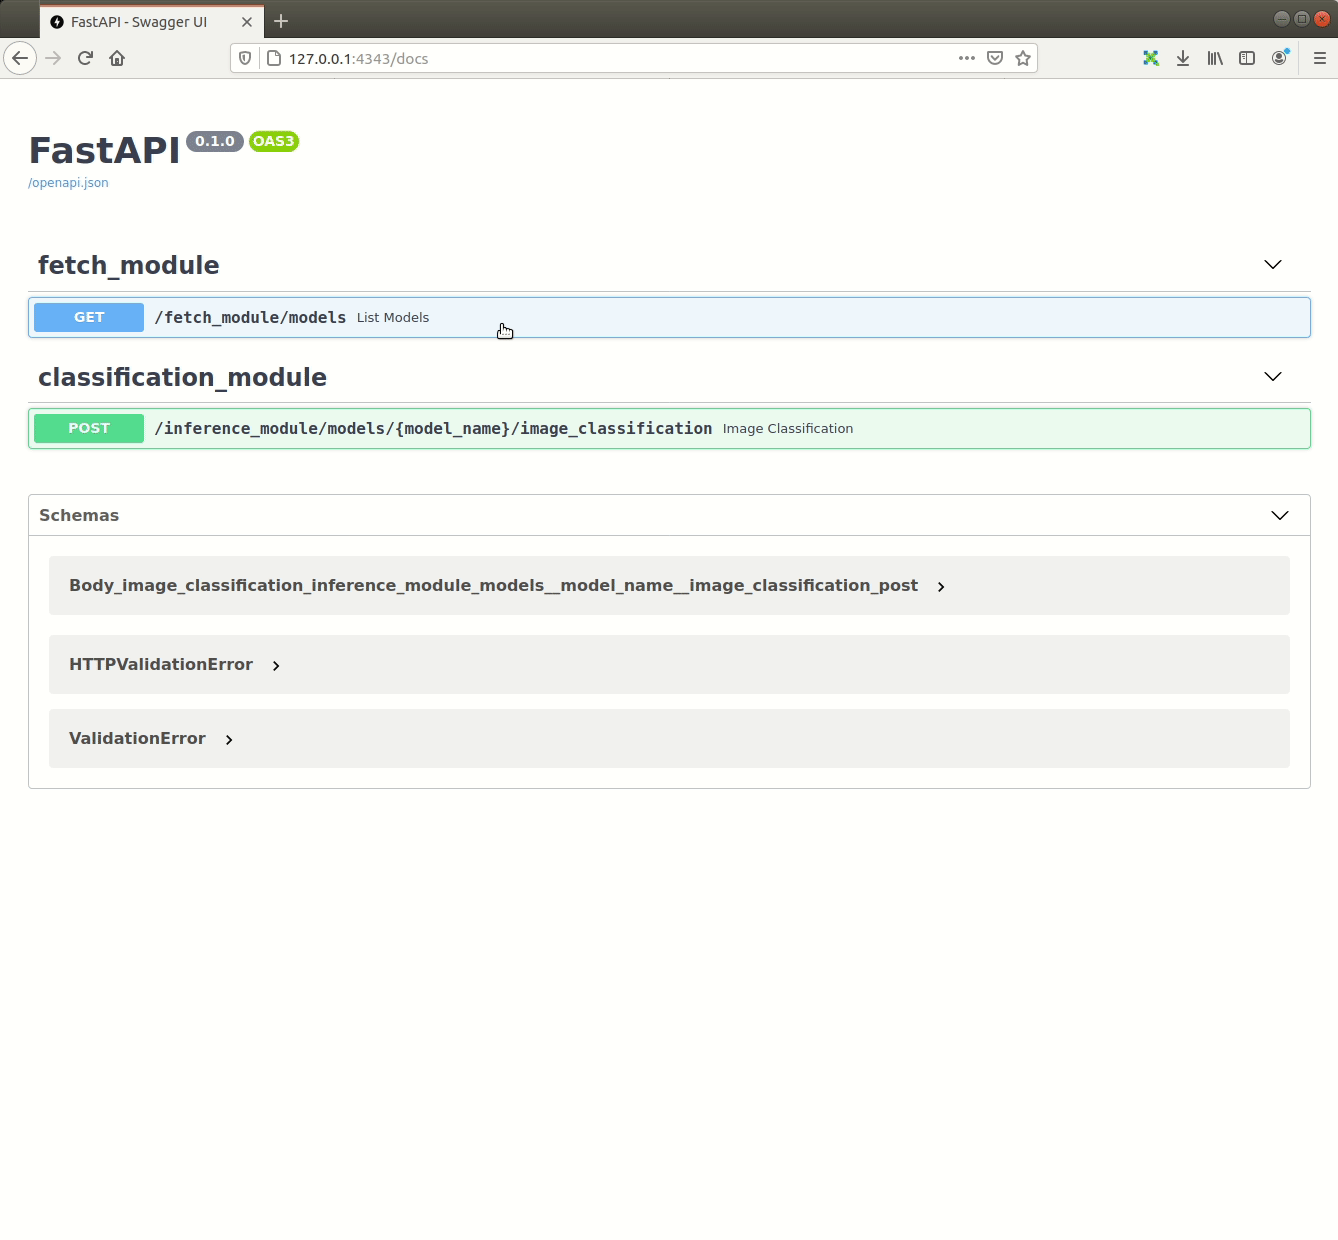 FastAPI - Swagger UI
127.0.0.1:4343/docs
FastAPI 0.1.0 OAS3
/openapi.json
fetch_module
GET /fetch_module/models List Models
classification_module
POST /inference_module/models/{model_name}/image_classification Image Classification
Schemas
Body_image_classification_inference_module_models__model_name__image_classification_post
HTTPValidationError
ValidationError